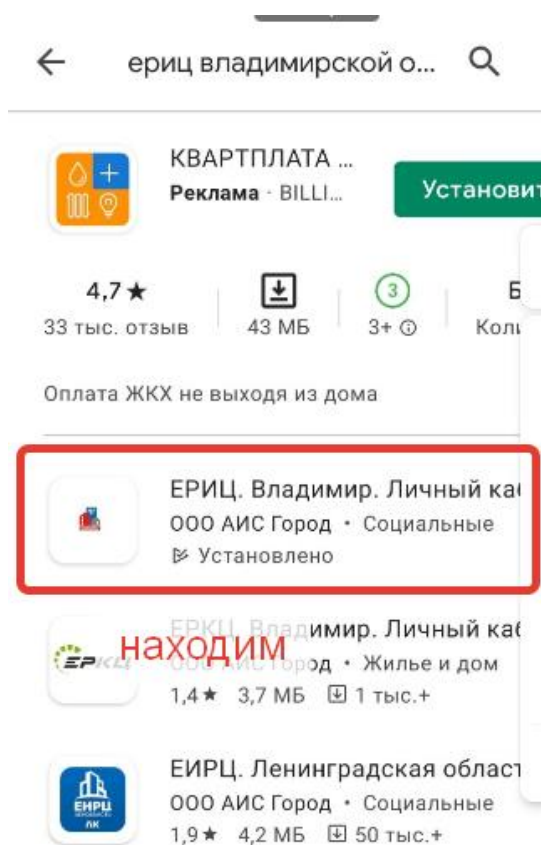 ериц владимирской о...
КВАРТПЛАТА ...
Реклама · BILLI...
Установит
4,7 ★
33 тыс. отзыв
43 МБ
3
3+
Оплата ЖКХ не выходя из дома
ЕРИЦ. Владимир. Личный каб
ООО АИС Город • Социальные
Установлено
находим
ЕРКЦ. Владимир. Личный каб
ООО АИС Город • Жилье и дом
1,4 ★ 3,7 МБ 1 тыс.+
ЕИРЦ. Ленинградская област
ООО АИС Город • Социальные
1,9 ★ 4,2 МБ 50 тыс.+